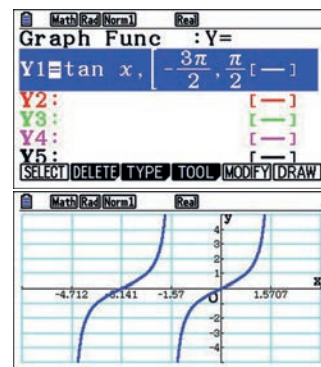 Math Rad Norm1 Real
Graph Func :Y=
Y1=tan x, [-3π/2, π/2 [—]
Y2: [—]
Y3: [—]
Y4: [—]
Y5: [—]
SELECT DELETE TYPE TOOL MODIFY DRAW
Math Rad Norm1 Real
y
4
3
2
1
x
-4.712 -3.141 -1.57 O 1.5707
-2
-3
-4